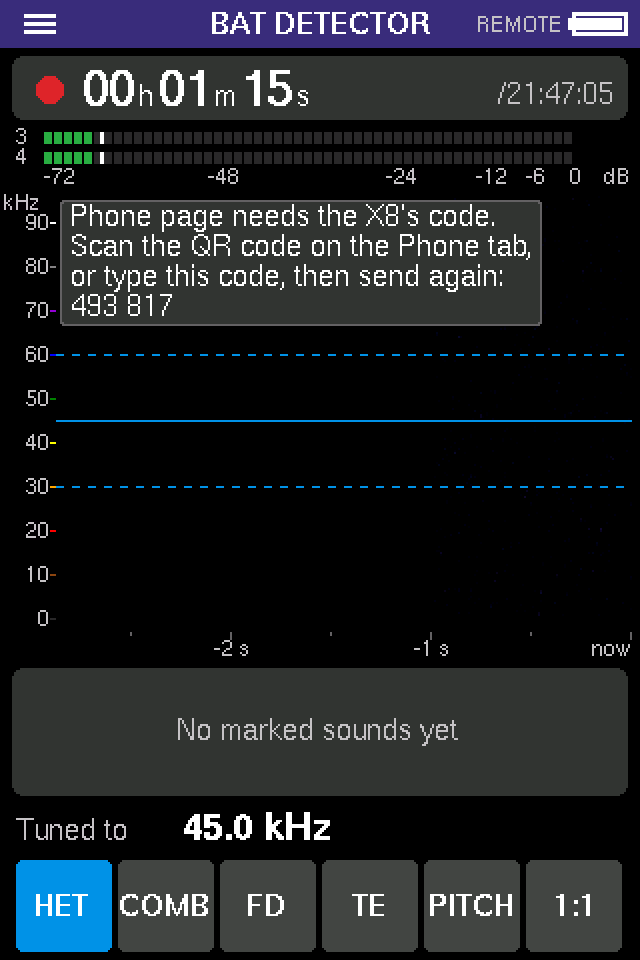 BAT DETECTOR
REMOTE
00h 01m 15s
/21:47:05
3
4
-72 -48 -24 -12 -6 0 dB
kHz
90-
Phone page needs the X8's code.
Scan the QR code on the Phone tab,
or type this code, then send again:
493 817
80-
70-
60-
50-
40-
30-
20-
10-
0-
-2 s -1 s now
No marked sounds yet
Tuned to 45.0 kHz
HET COMB FD TE PITCH 1:1